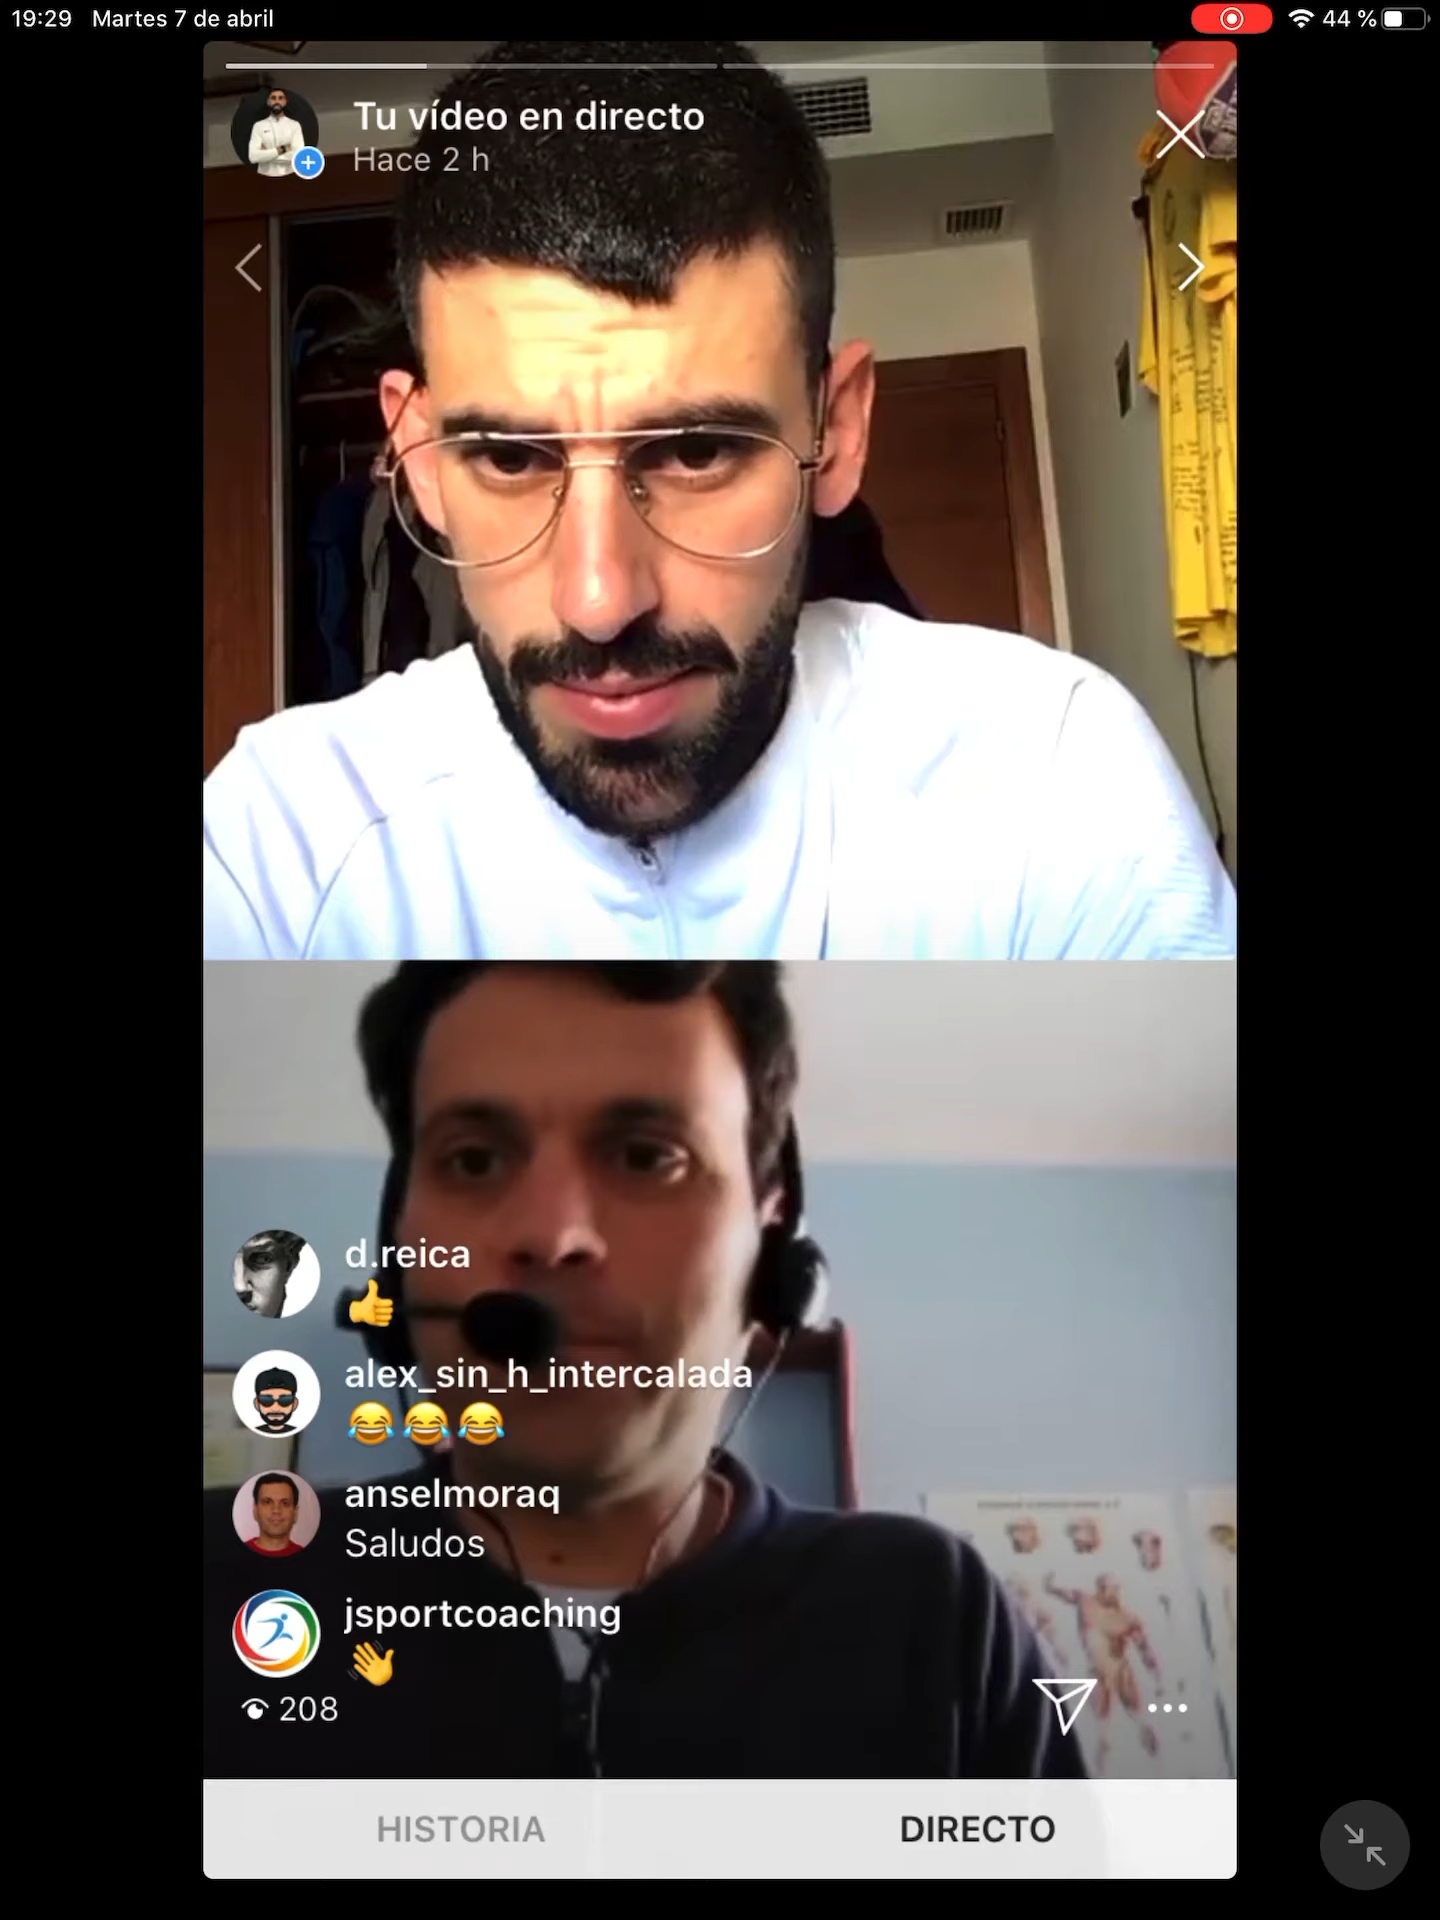 19:29 Martes 7 de abril
44 %
Tu vídeo en directo
Hace 2 h
d.reica
👍
alex_sin_h_intercalada
😂😂😂
anselmoraq
Saludos
jsportcoaching
👋
208
HISTORIA
DIRECTO